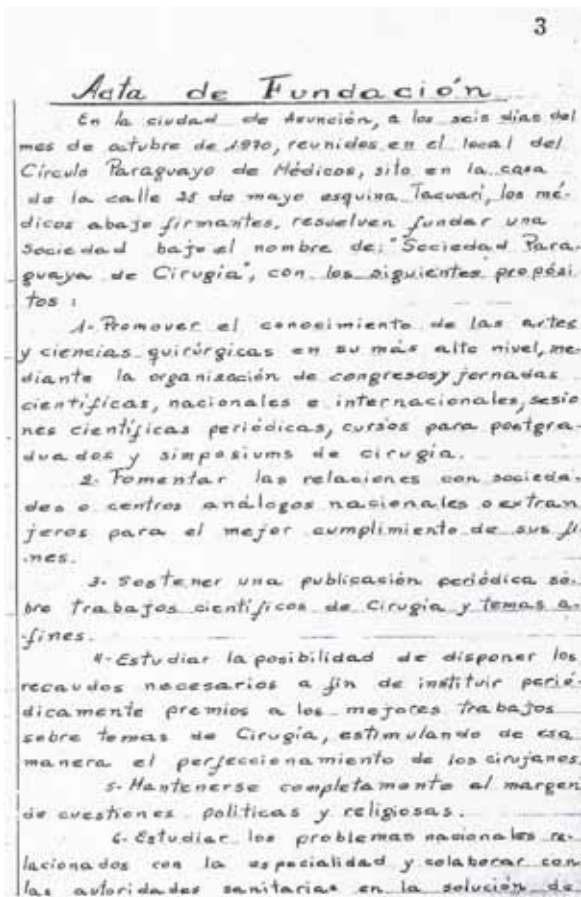 3
Acta de Fundación
En la ciudad de Asunción, a los seis días del
mes de octubre de 1970, reunidos en el local del
Círculo Paraguayo de Médicos, sito en la casa
de la calle 25 de mayo esquina Tacuarí, los mé-
dicos abajo firmantes, resuelven fundar una
Sociedad bajo el nombre de: "Sociedad Para-
guaya de Cirugía", con los siguientes propósi-
tos:
1- Promover el conocimiento de las artes
y ciencias quirúrgicas en su más alto nivel, me-
diante la organización de congresos y jornadas
científicas, nacionales e internacionales, sesio
nes científicas periódicas, cursos para postgra-
duados y simposiums de cirugía.
2- Fomentar las relaciones con socieda-
des o centros análogos nacionales o extran
jeros para el mejor cumplimiento de sus fi-
nes.
3- Sostener una publicación periódica so-
bre trabajos científicos de Cirugía y temas a-
fines.
4- Estudiar la posibilidad de disponer los
recaudos necesarios a fin de instituir perió-
dicamente premios a los mejores trabajos
sobre temas de Cirugía, estimulando de esa
manera el perfeccionamiento de los cirujanos.
5- Mantenerse completamente al margen
de cuestiones políticas y religiosas.
6- Estudiar los problemas nacionales re-
lacionados con la especialidad y colaborar con
las autoridades sanitarias en la solución de